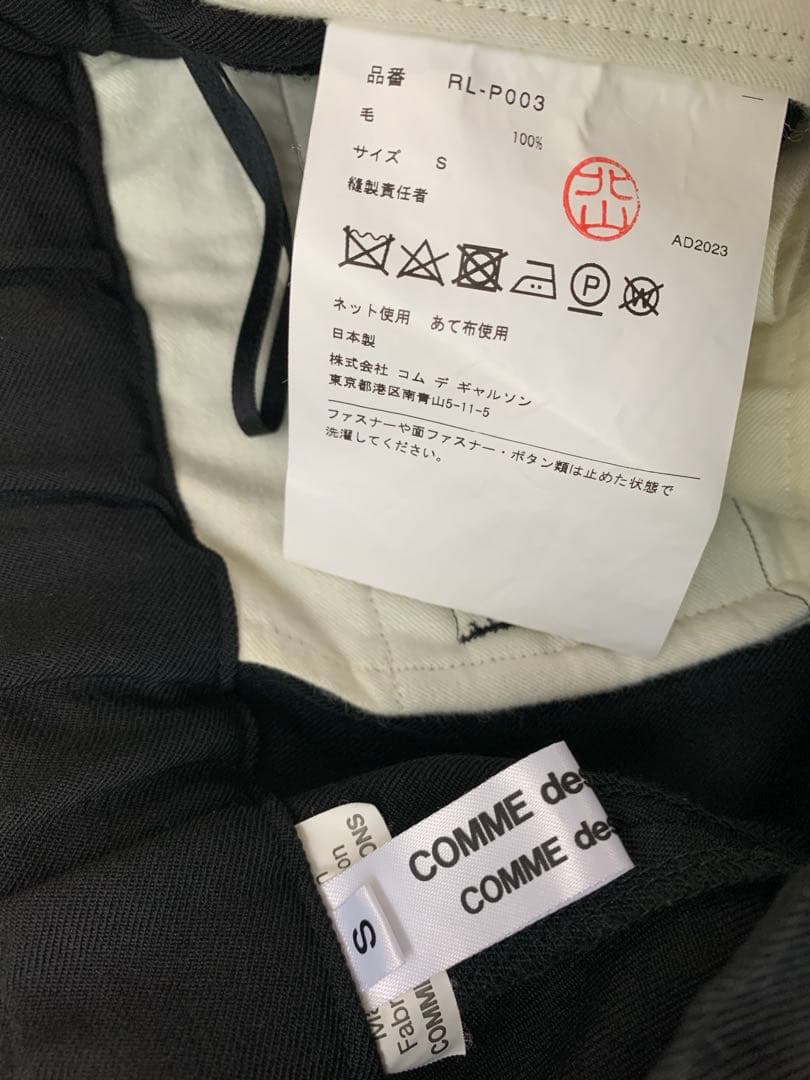 品番 RL-P003
毛 100%
サイズ S
縫製責任者 北山
AD2023
P
W
ネット使用 あて布使用
日本製
株式会社 コム デ ギャルソン
東京都港区南青山5-11-5
ファスナーや面ファスナー・ボタン類は止めた状態で
洗濯してください。
COMME des
COMME des
S
Fabr